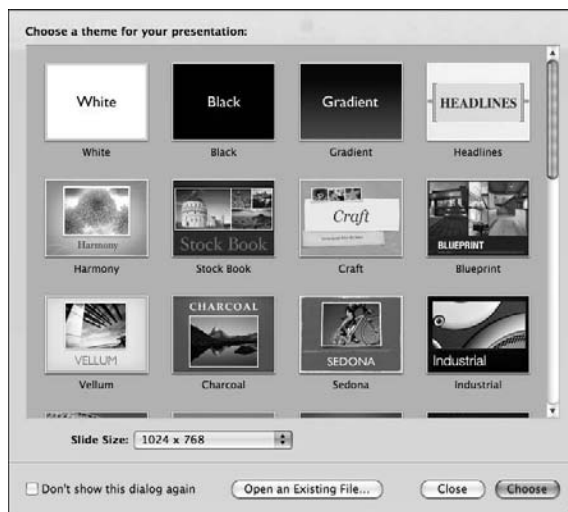 Choose a theme for your presentation:
White
Black
Gradient
HEADLINES
White
Black
Gradient
Headlines
Harmony
Stock Book
Craft
BLUEPRINT
Harmony
Stock Book
Craft
Blueprint
VELLUM
CHARCOAL
SEDONA
Industrial
Vellum
Charcoal
Sedona
Industrial
Slide Size: 1024 x 768
Don't show this dialog again
Open an Existing File...
Close
Choose